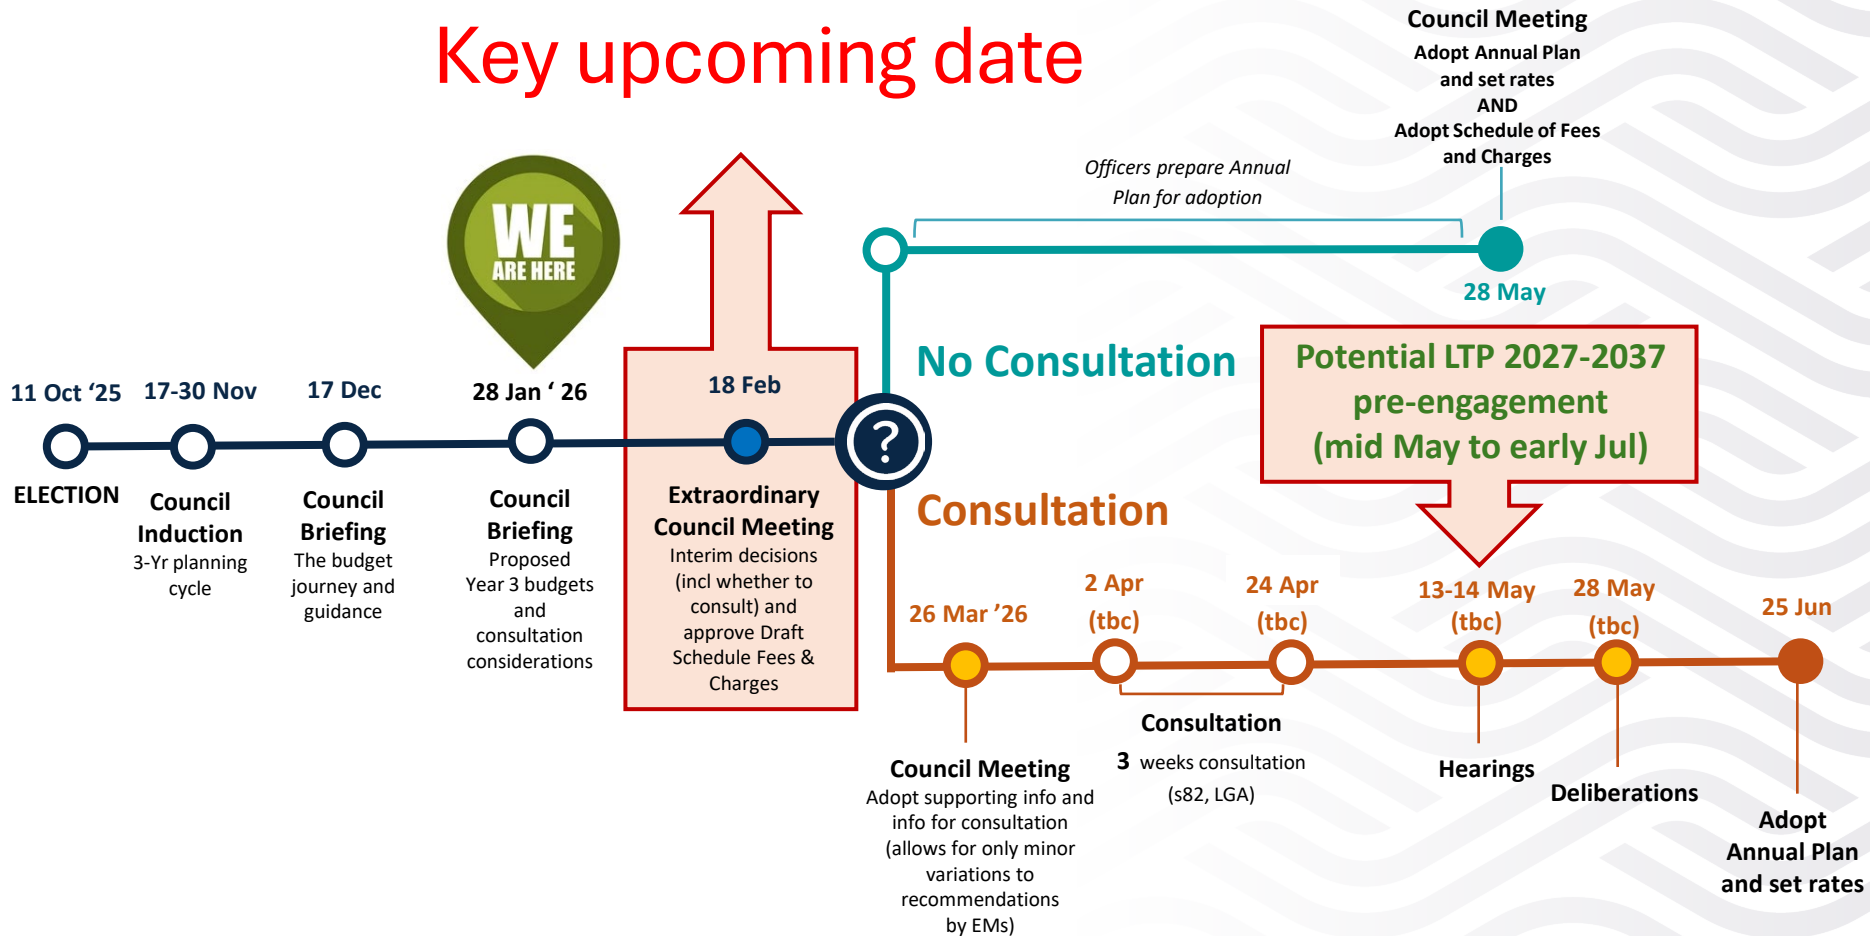 Key upcoming date
Council Meeting
Adopt Annual Plan
and set rates
AND
Adopt Schedule of Fees
and Charges
Officers prepare Annual
Plan for adoption
28 May
WE
ARE HERE
No Consultation
Potential LTP 2027-2037
pre-engagement
(mid May to early Jul)
11 Oct ‘25
ELECTION
17-30 Nov
Council
Induction
3-Yr planning
cycle
17 Dec
Council
Briefing
The budget
journey and
guidance
28 Jan ‘ 26
Council
Briefing
Proposed
Year 3 budgets
and
consultation
considerations
18 Feb
Extraordinary
Council Meeting
Interim decisions
(incl whether to
consult) and
approve Draft
Schedule Fees &
Charges
?
Consultation
26 Mar ’26
Council Meeting
Adopt supporting info and
info for consultation
(allows for only minor
variations to
recommendations
by EMs)
2 Apr
(tbc)
24 Apr
(tbc)
Consultation
3 weeks consultation
(s82, LGA)
13-14 May
(tbc)
Hearings
28 May
(tbc)
Deliberations
25 Jun
Adopt
Annual Plan
and set rates